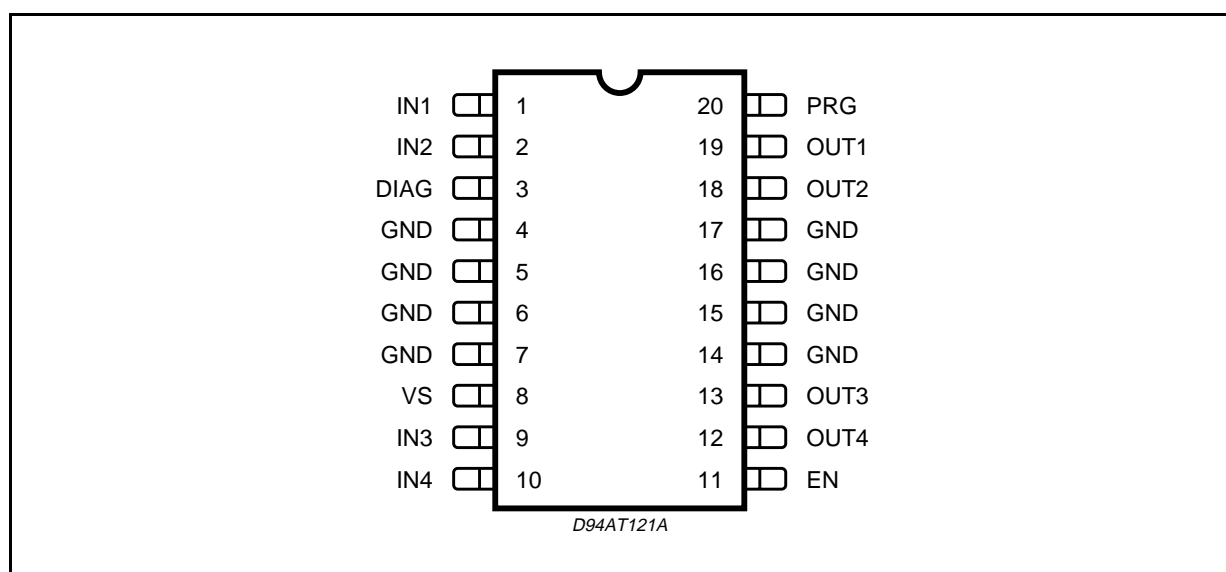 IN1 1 20 PRG
IN2 2 19 OUT1
DIAG 3 18 OUT2
GND 4 17 GND
GND 5 16 GND
GND 6 15 GND
GND 7 14 GND
VS 8 13 OUT3
IN3 9 12 OUT4
IN4 10 11 EN
D94AT121A